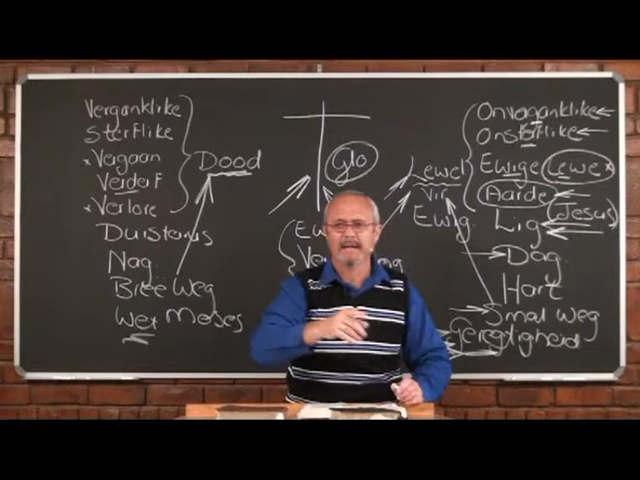 Verganklike
Sterflike
Vergaan
Verderf
Verlore
Dood
Duisternis
Nag
Bree Weg
Wet Moses
Glo
Lewe
Vir
Ewig
Onverganklike
Onsterflike
Ewige Lewe
Aarde
Lig (Jesus)
Dag
Hart
Smal weg
Geregtigheid